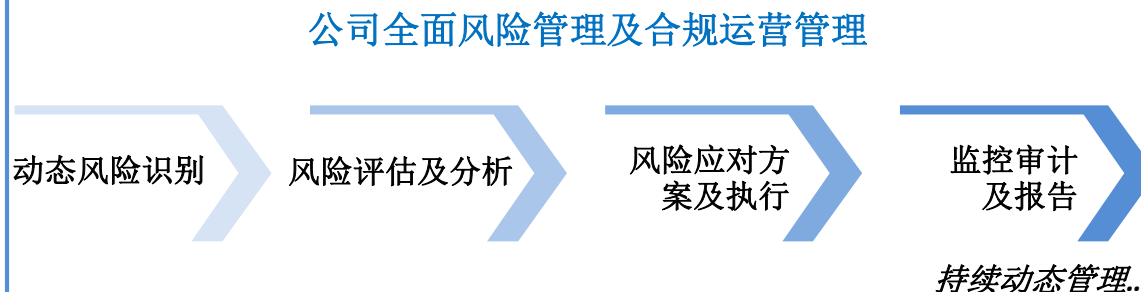 公司全面风险管理及合规运营管理
动态风险识别
风险评估及分析
风险应对方
案及执行
监控审计
及报告
持续动态管理..